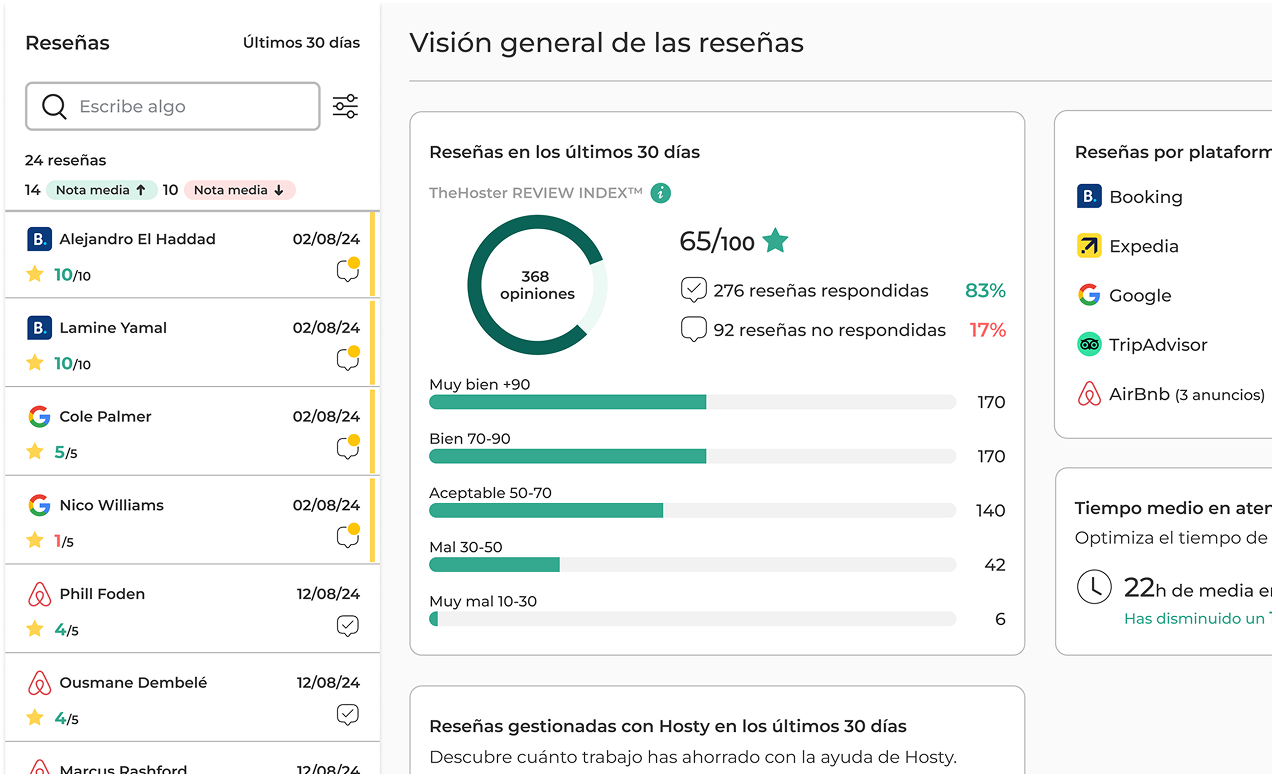 Reseñas
Últimos 30 días
Escribe algo
24 reseñas
14 Nota media ↑ 10 Nota media ↓
B. Alejandro El Haddad 02/08/24
10/10
B. Lamine Yamal 02/08/24
10/10
Cole Palmer 02/08/24
5/5
Nico Williams 02/08/24
1/5
Phill Foden 12/08/24
4/5
Ousmane Dembelé 12/08/24
4/5
Marcus Rashford 12/08/24
Visión general de las reseñas
Reseñas en los últimos 30 días
TheHoster REVIEW INDEX™ i
368
opiniones
65/100
276 reseñas respondidas 83%
92 reseñas no respondidas 17%
Muy bien +90
170
Bien 70-90
170
Aceptable 50-70
140
Mal 30-50
42
Muy mal 10-30
6
Reseñas gestionadas con Hosty en los últimos 30 días
Descubre cuánto trabajo has ahorrado con la ayuda de Hosty.
Reseñas por plataform
B. Booking
Expedia
Google
TripAdvisor
AirBnb (3 anuncios)
Tiempo medio en aten
Optimiza el tiempo de
22h de media
Has disminuido un